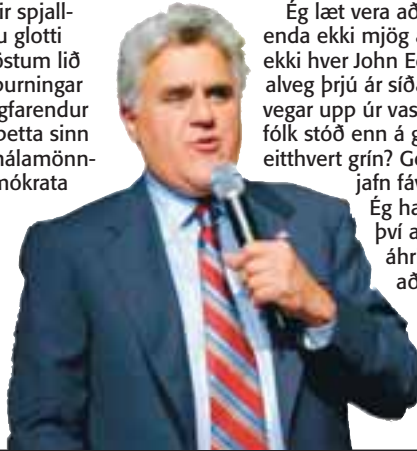 ir spjall-
u glotti
östum lið
purningar
gfarendur
þetta sinn
málamönn-
mókrata
Ég læt vera að
enda ekki mjög a
ekki hver John Ed
alveg þrjú ár síða
vegar upp úr vas
fólk stóð enn á g
eitthvert grín? Ge
jafn fáv
Ég ha
því a
áhr
að